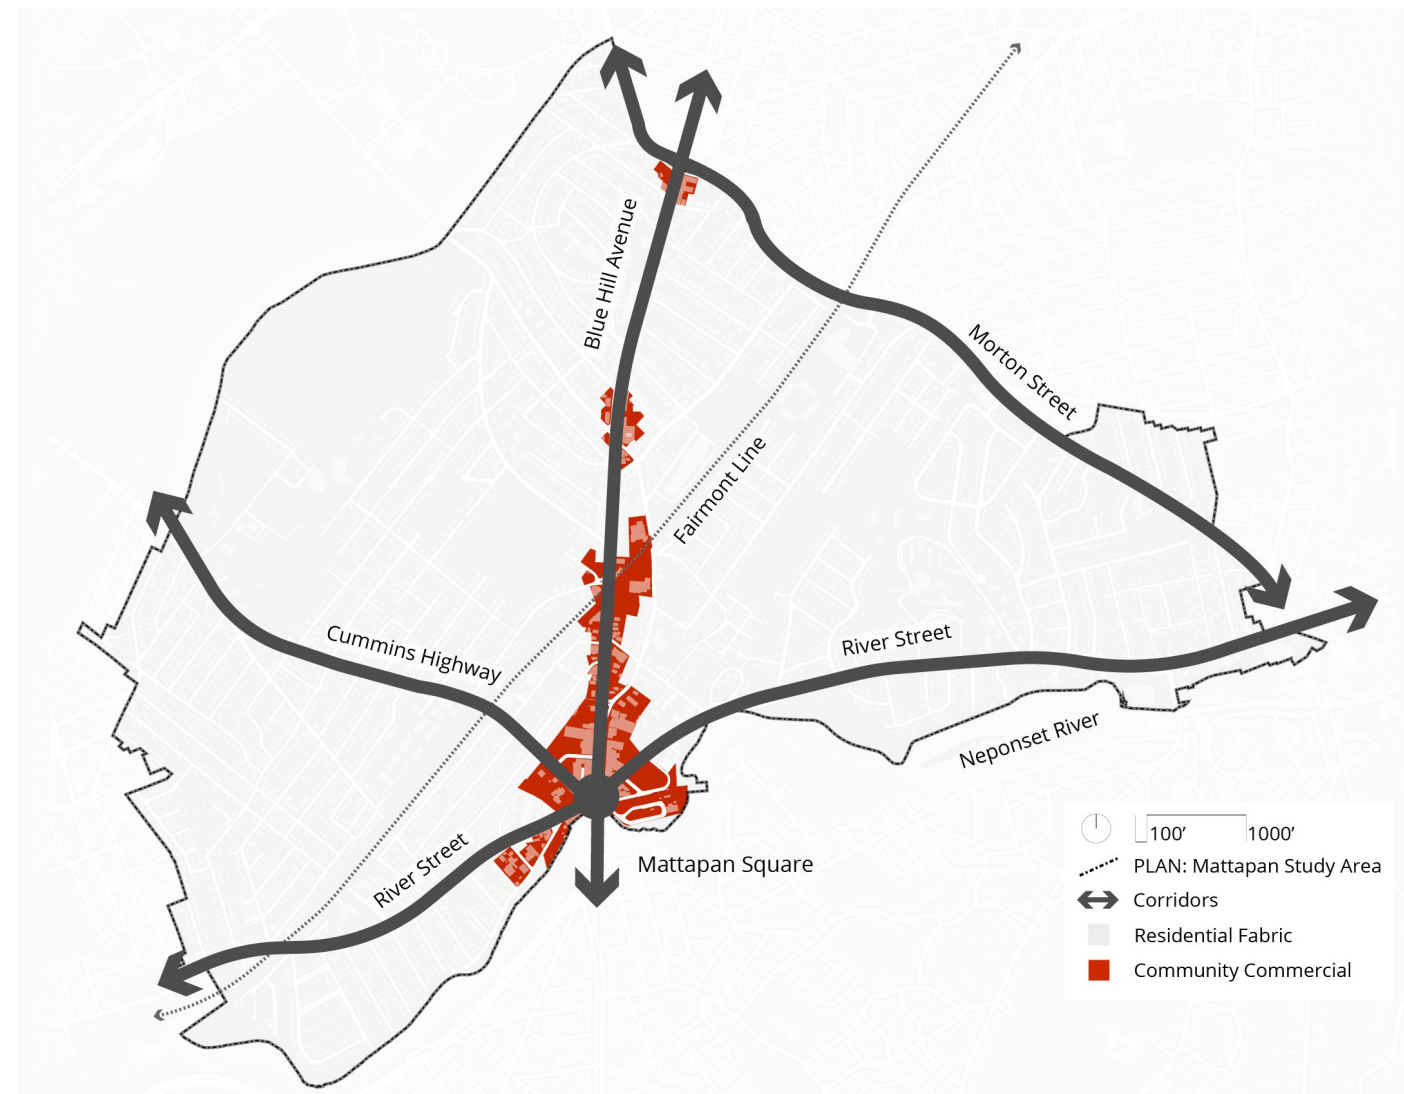 Blue Hill Avenue
Morton Street
Fairmont Line
Cummins Highway
River Street
Neponset River
River Street
Mattapan Square
100’ 1000’
PLAN: Mattapan Study Area
Corridors
Residential Fabric
Community Commercial